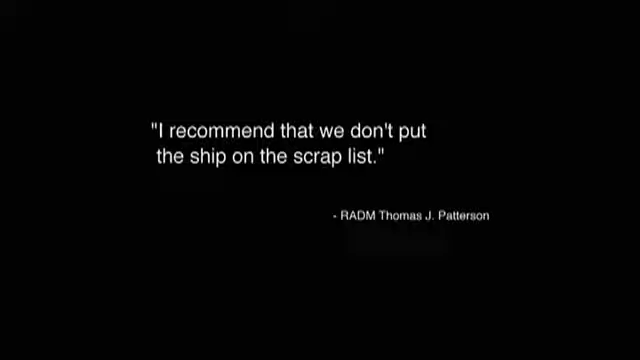 "I recommend that we don't put
the ship on the scrap list."
- RADM Thomas J. Patterson